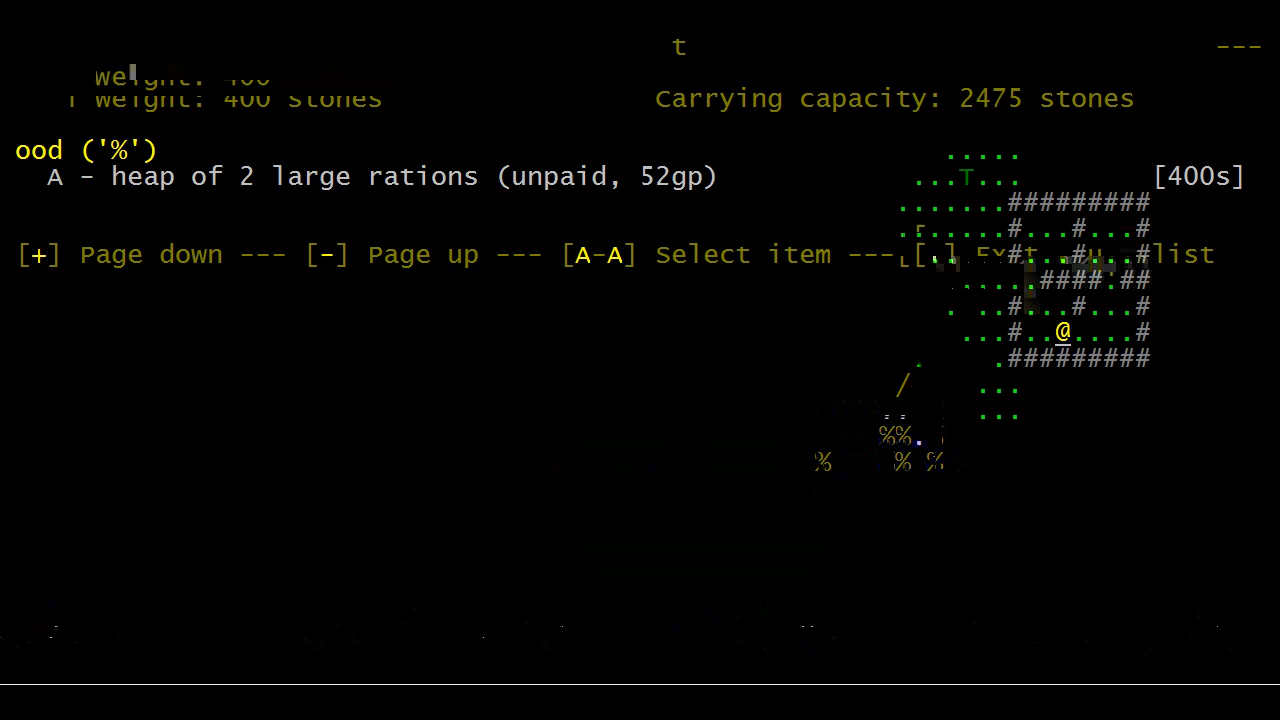 t ---
weight: 400
weight: 400 stones Carrying capacity: 2475 stones
ood ('%')
A - heap of 2 large rations (unpaid, 52gp) [400s]
[+] Page down --- [-] Page up --- [A-A] Select item --- list